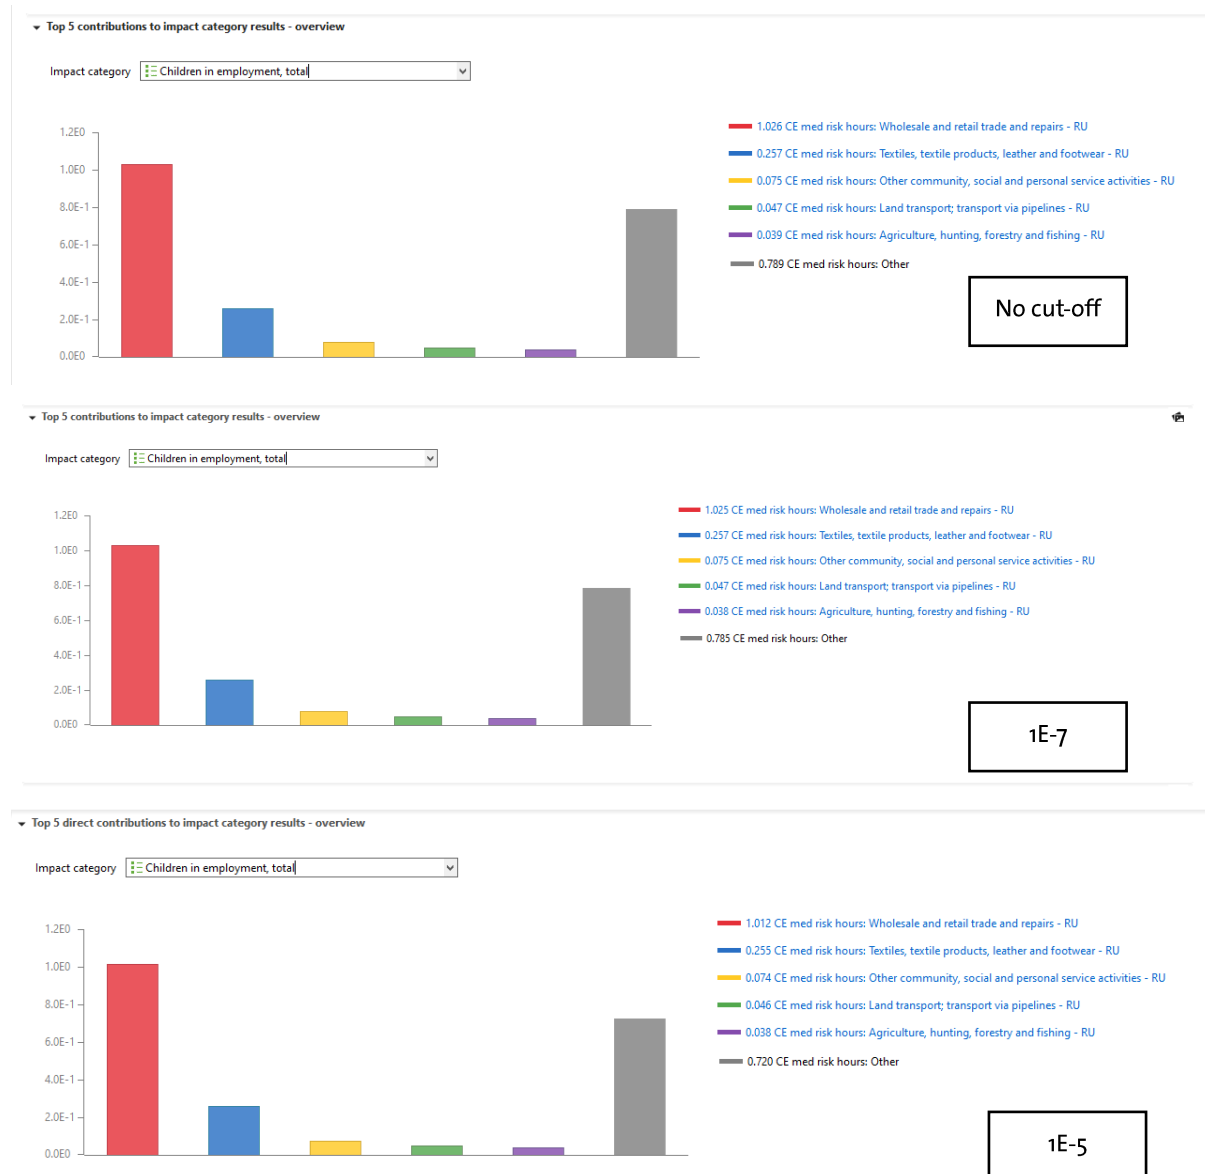 Top 5 contributions to impact category results - overview
Impact category Children in employment, total
1.2E0
1.0E0
8.0E-1
6.0E-1
4.0E-1
2.0E-1
0.0E0
1.026 CE med risk hours: Wholesale and retail trade and repairs - RU
0.257 CE med risk hours: Textiles, textile products, leather and footwear - RU
0.075 CE med risk hours: Other community, social and personal service activities - RU
0.047 CE med risk hours: Land transport; transport via pipelines - RU
0.039 CE med risk hours: Agriculture, hunting, forestry and fishing - RU
0.789 CE med risk hours: Other
No cut-off
Top 5 contributions to impact category results - overview
Impact category Children in employment, total
1.2E0
1.0E0
8.0E-1
6.0E-1
4.0E-1
2.0E-1
0.0E0
1.025 CE med risk hours: Wholesale and retail trade and repairs - RU
0.257 CE med risk hours: Textiles, textile products, leather and footwear - RU
0.075 CE med risk hours: Other community, social and personal service activities - RU
0.047 CE med risk hours: Land transport; transport via pipelines - RU
0.038 CE med risk hours: Agriculture, hunting, forestry and fishing - RU
0.785 CE med risk hours: Other
1E-7
Top 5 direct contributions to impact category results - overview
Impact category Children in employment, total
1.2E0
1.0E0
8.0E-1
6.0E-1
4.0E-1
2.0E-1
0.0E0
1.012 CE med risk hours: Wholesale and retail trade and repairs - RU
0.255 CE med risk hours: Textiles, textile products, leather and footwear - RU
0.074 CE med risk hours: Other community, social and personal service activities - RU
0.046 CE med risk hours: Land transport; transport via pipelines - RU
0.038 CE med risk hours: Agriculture, hunting, forestry and fishing - RU
0.720 CE med risk hours: Other
1E-5